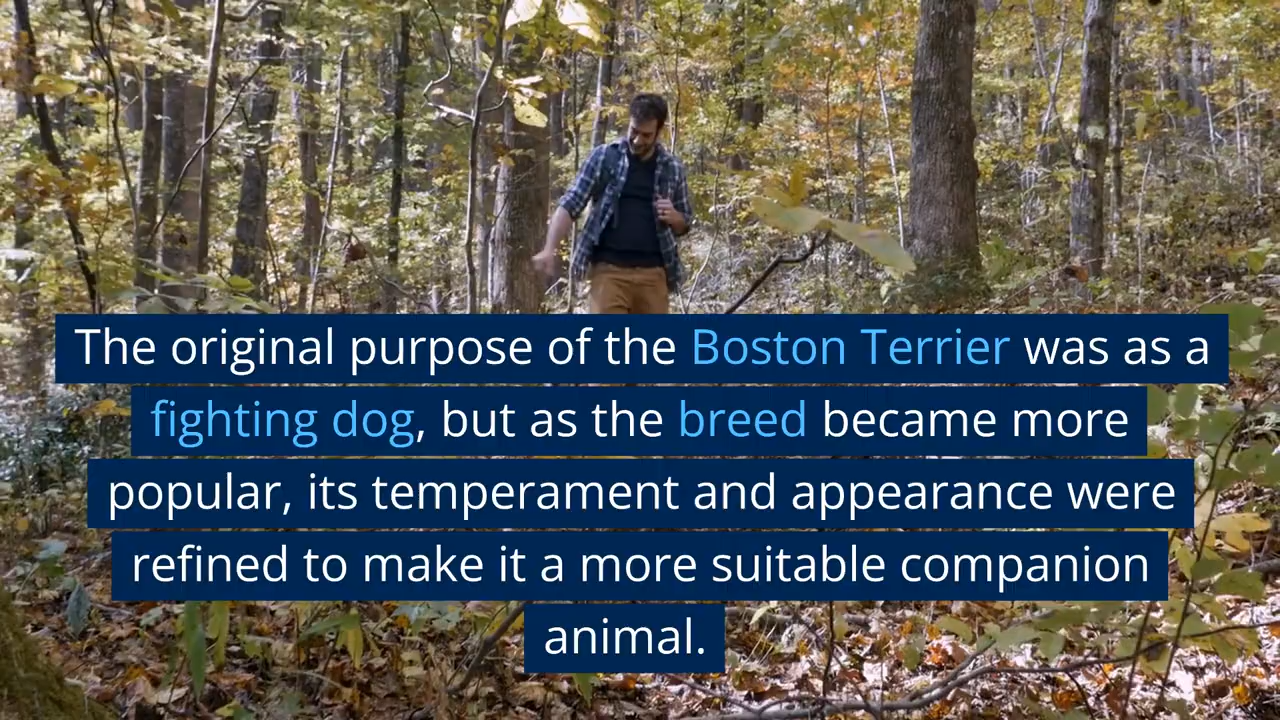 The original purpose of the Boston Terrier was as a
fighting dog, but as the breed became more
popular, its temperament and appearance were
refined to make it a more suitable companion
animal.